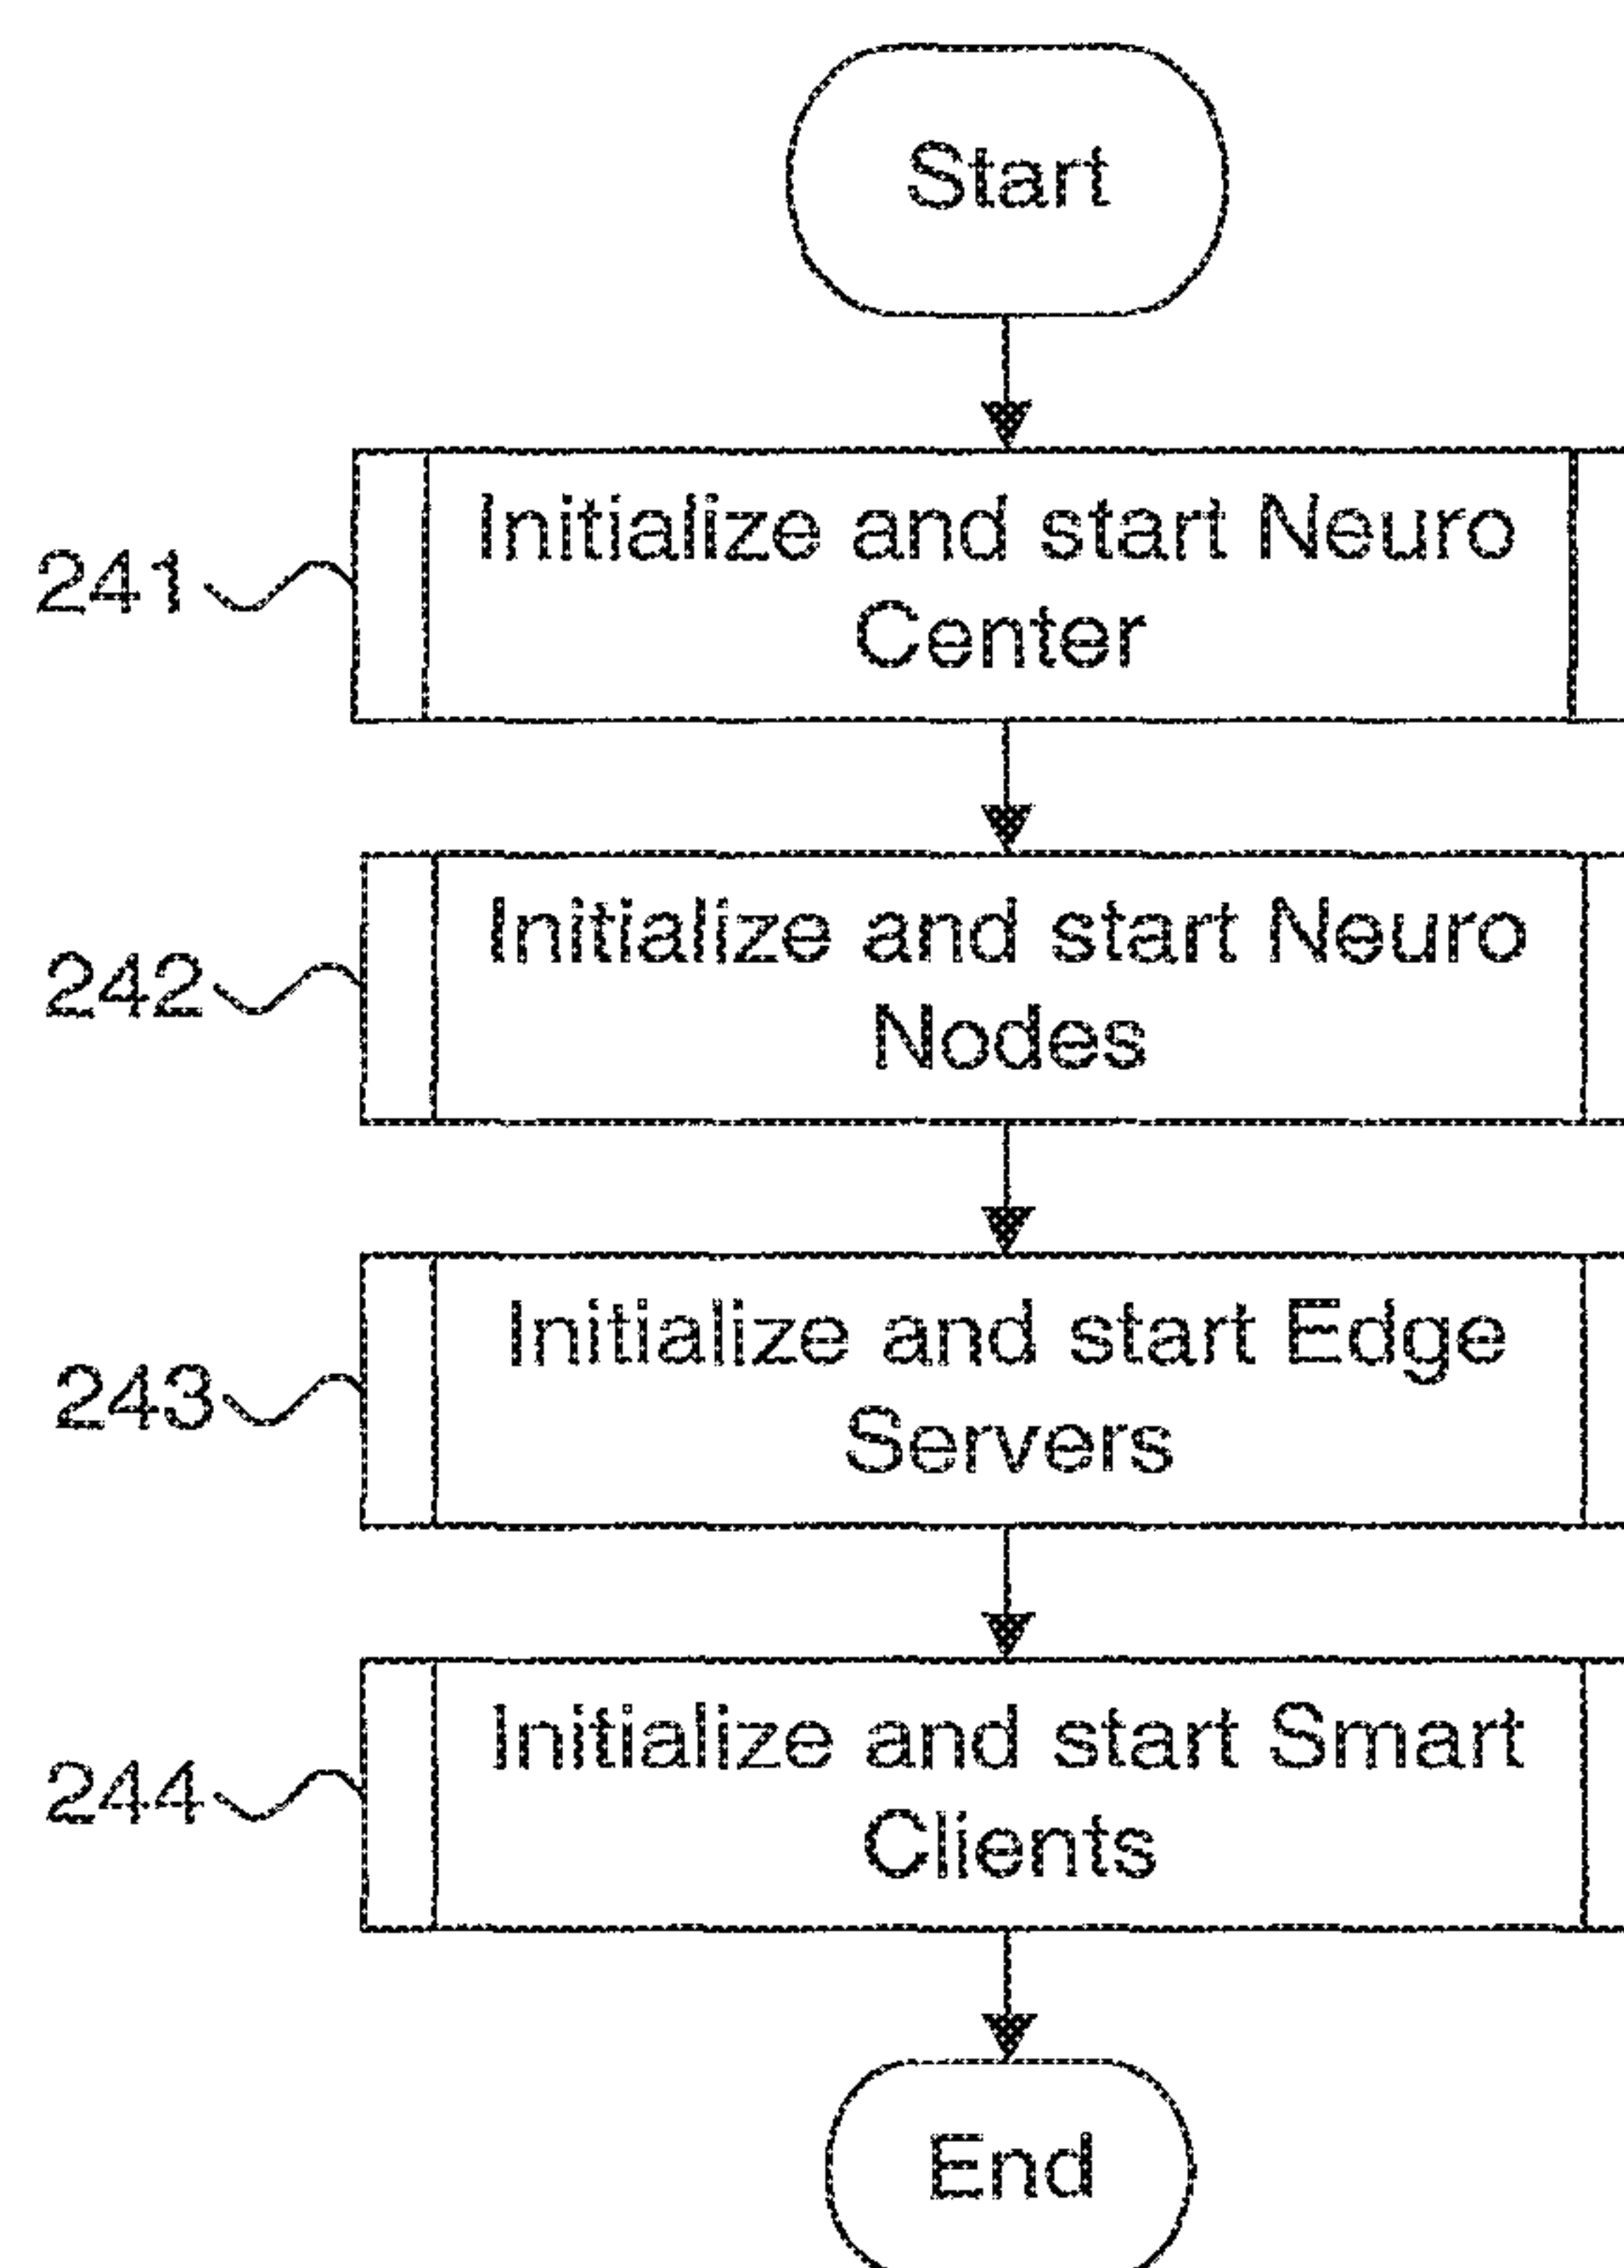 Start
241
Initialize and start Neuro
Center
242
Initialize and start Neuro
Nodes
243
Initialize and start Edge
Servers
244
Initialize and start Smart
Clients
End